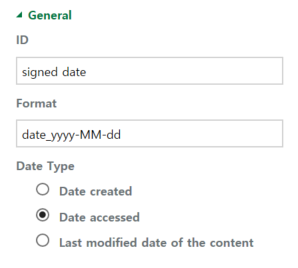 General
ID
signed date
Format
date_yyyy-MM-dd
Date Type
Date created
Date accessed
Last modified date of the content